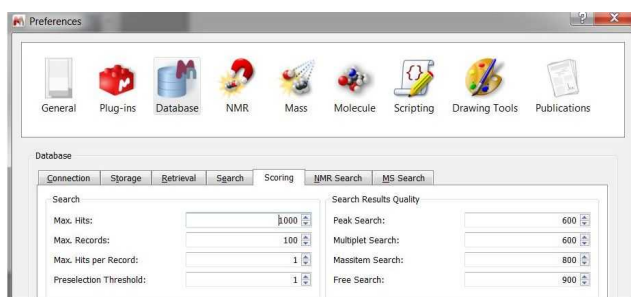 Preferences
General Plug-ins Database NMR Mass Molecule Scripting Drawing Tools Publications
Database
Connection Storage Retrieval Search Scoring NMR Search MS Search
Search
Max. Hits: 1000
Max. Records: 100
Max. Hits per Record: 1
Preselection Threshold: 1
Search Results Quality
Peak Search: 600
Multiplet Search: 600
Massitem Search: 800
Free Search: 900